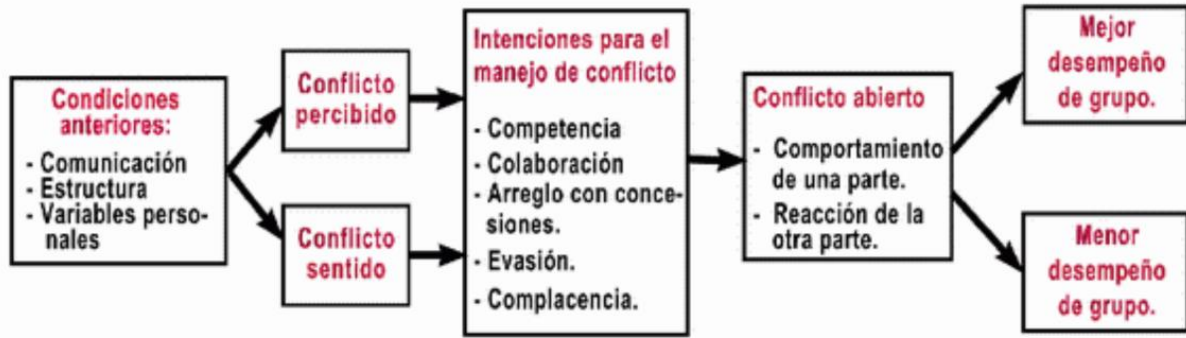 Condiciones
anteriores:
- Comunicación
- Estructura
- Variables perso-
nales
Conflicto
percibido
Conflicto
sentido
Intenciones para el
manejo de conflicto
- Competencia
- Colaboración
- Arreglo con conce-
siones.
- Evasión.
- Complacencia.
Conflicto abierto
- Comportamiento
de una parte.
- Reacción de la
otra parte.
Mejor
desempeño
de grupo.
Menor
desempeño
de grupo.